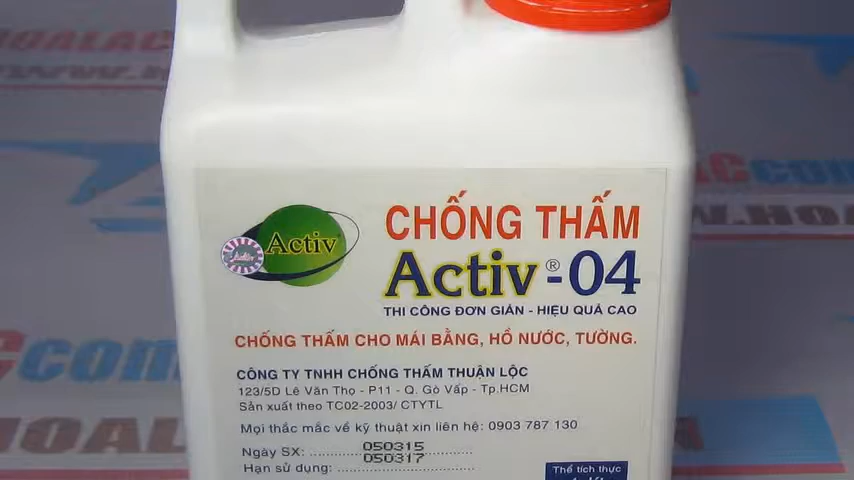 CHỐNG THẤM
Activ
Activ®-04
THI CÔNG ĐƠN GIẢN - HIỆU QUẢ CAO
CHỐNG THẤM CHO MÁI BẰNG, HỒ NƯỚC, TƯỜNG.
CÔNG TY TNHH CHỐNG THẤM THUẬN LỘC
123/5D Lê Văn Thọ - P11 - Q. Gò Vấp - Tp.HCM
Sản xuất theo TC02-2003/ CTYTL
Mọi thắc mắc về kỹ thuật xin liên hệ: 0903 787 130
Ngày SX: 050315
Hạn sử dụng: 050317
Thể tích thực